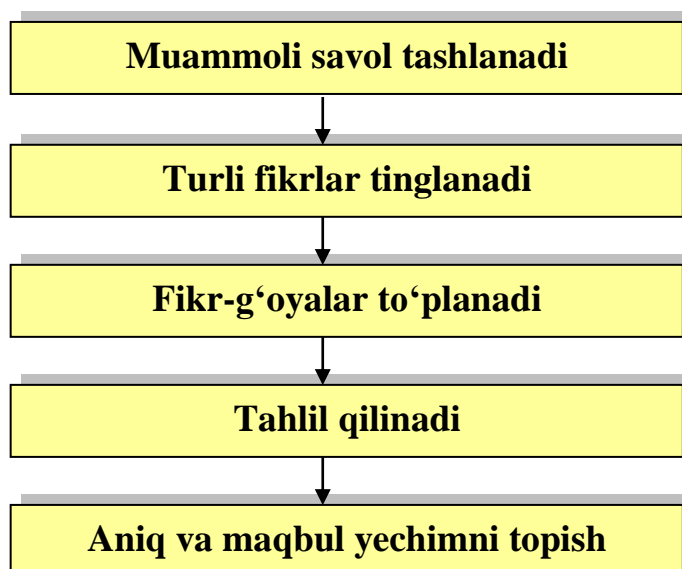 Muammoli savol tashlanadi
Turli fikrlar tinglanadi
Fikr-g‘oyalar to‘planadi
Tahlil qilinadi
Aniq va maqbul yechimni topish